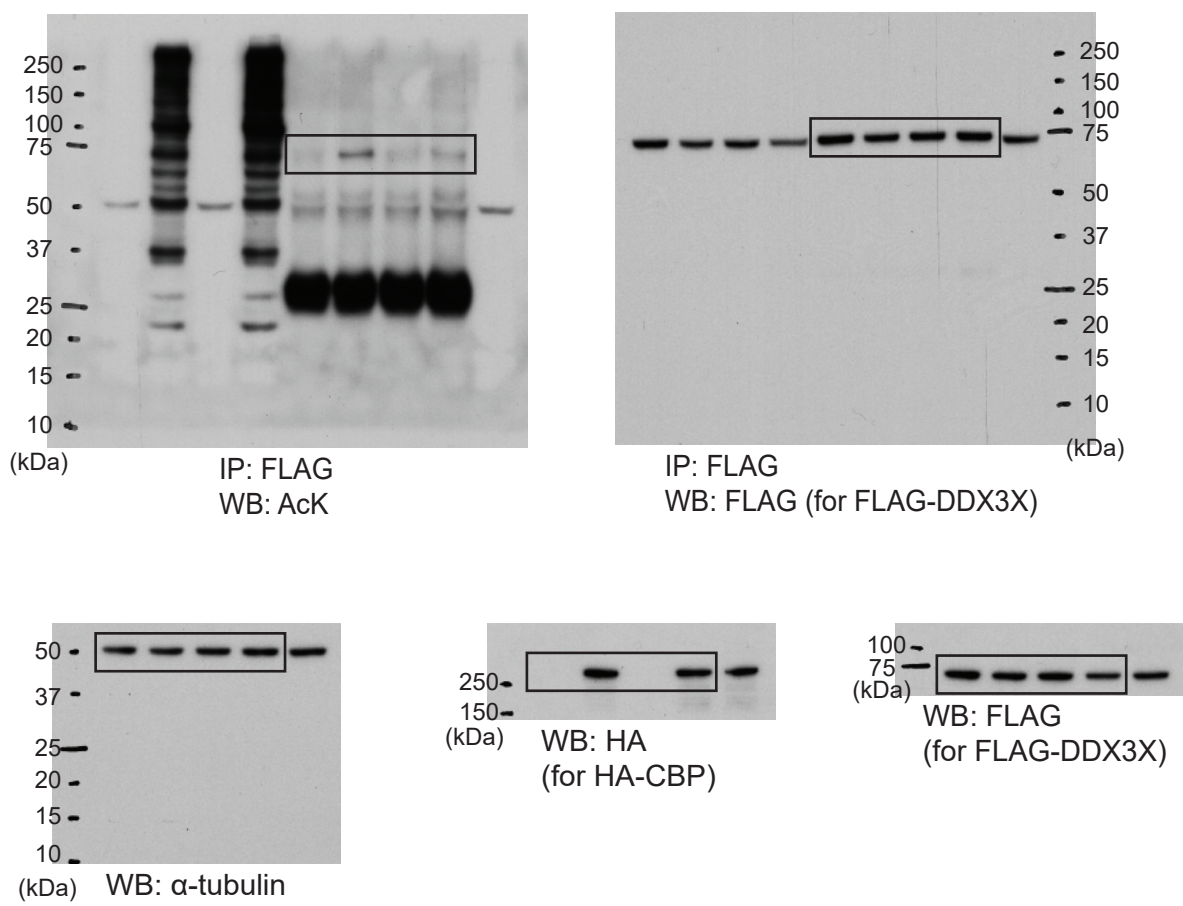 250
150
100
75
50
37
25
20
15
10
(kDa)
IP: FLAG
WB: AcK
250
150
100
75
50
37
25
20
15
10
(kDa)
IP: FLAG
WB: FLAG (for FLAG-DDX3X)
50
37
25
20
15
10
(kDa)
WB: α-tubulin
250
150
(kDa)
WB: HA
(for HA-CBP)
100
75
(kDa)
WB: FLAG
(for FLAG-DDX3X)